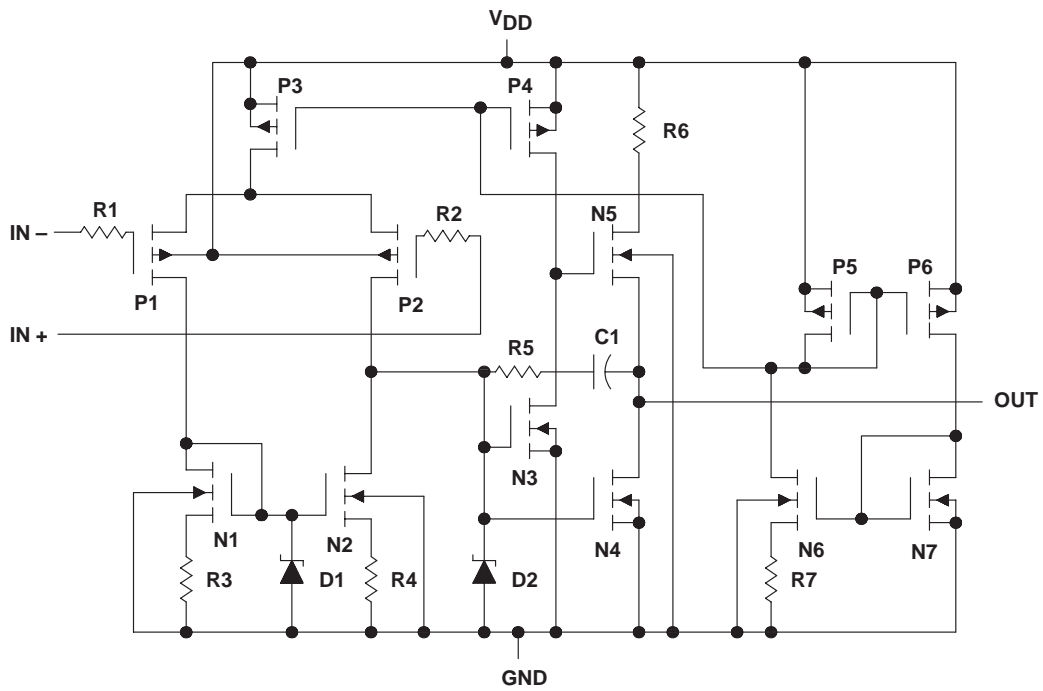 VDD
P3
P4
R6
R1
R2
N5
IN –
P5
P6
P1
P2
IN +
R5
C1
OUT
N3
N1
N2
N4
N6
N7
R3
D1
R4
D2
R7
GND